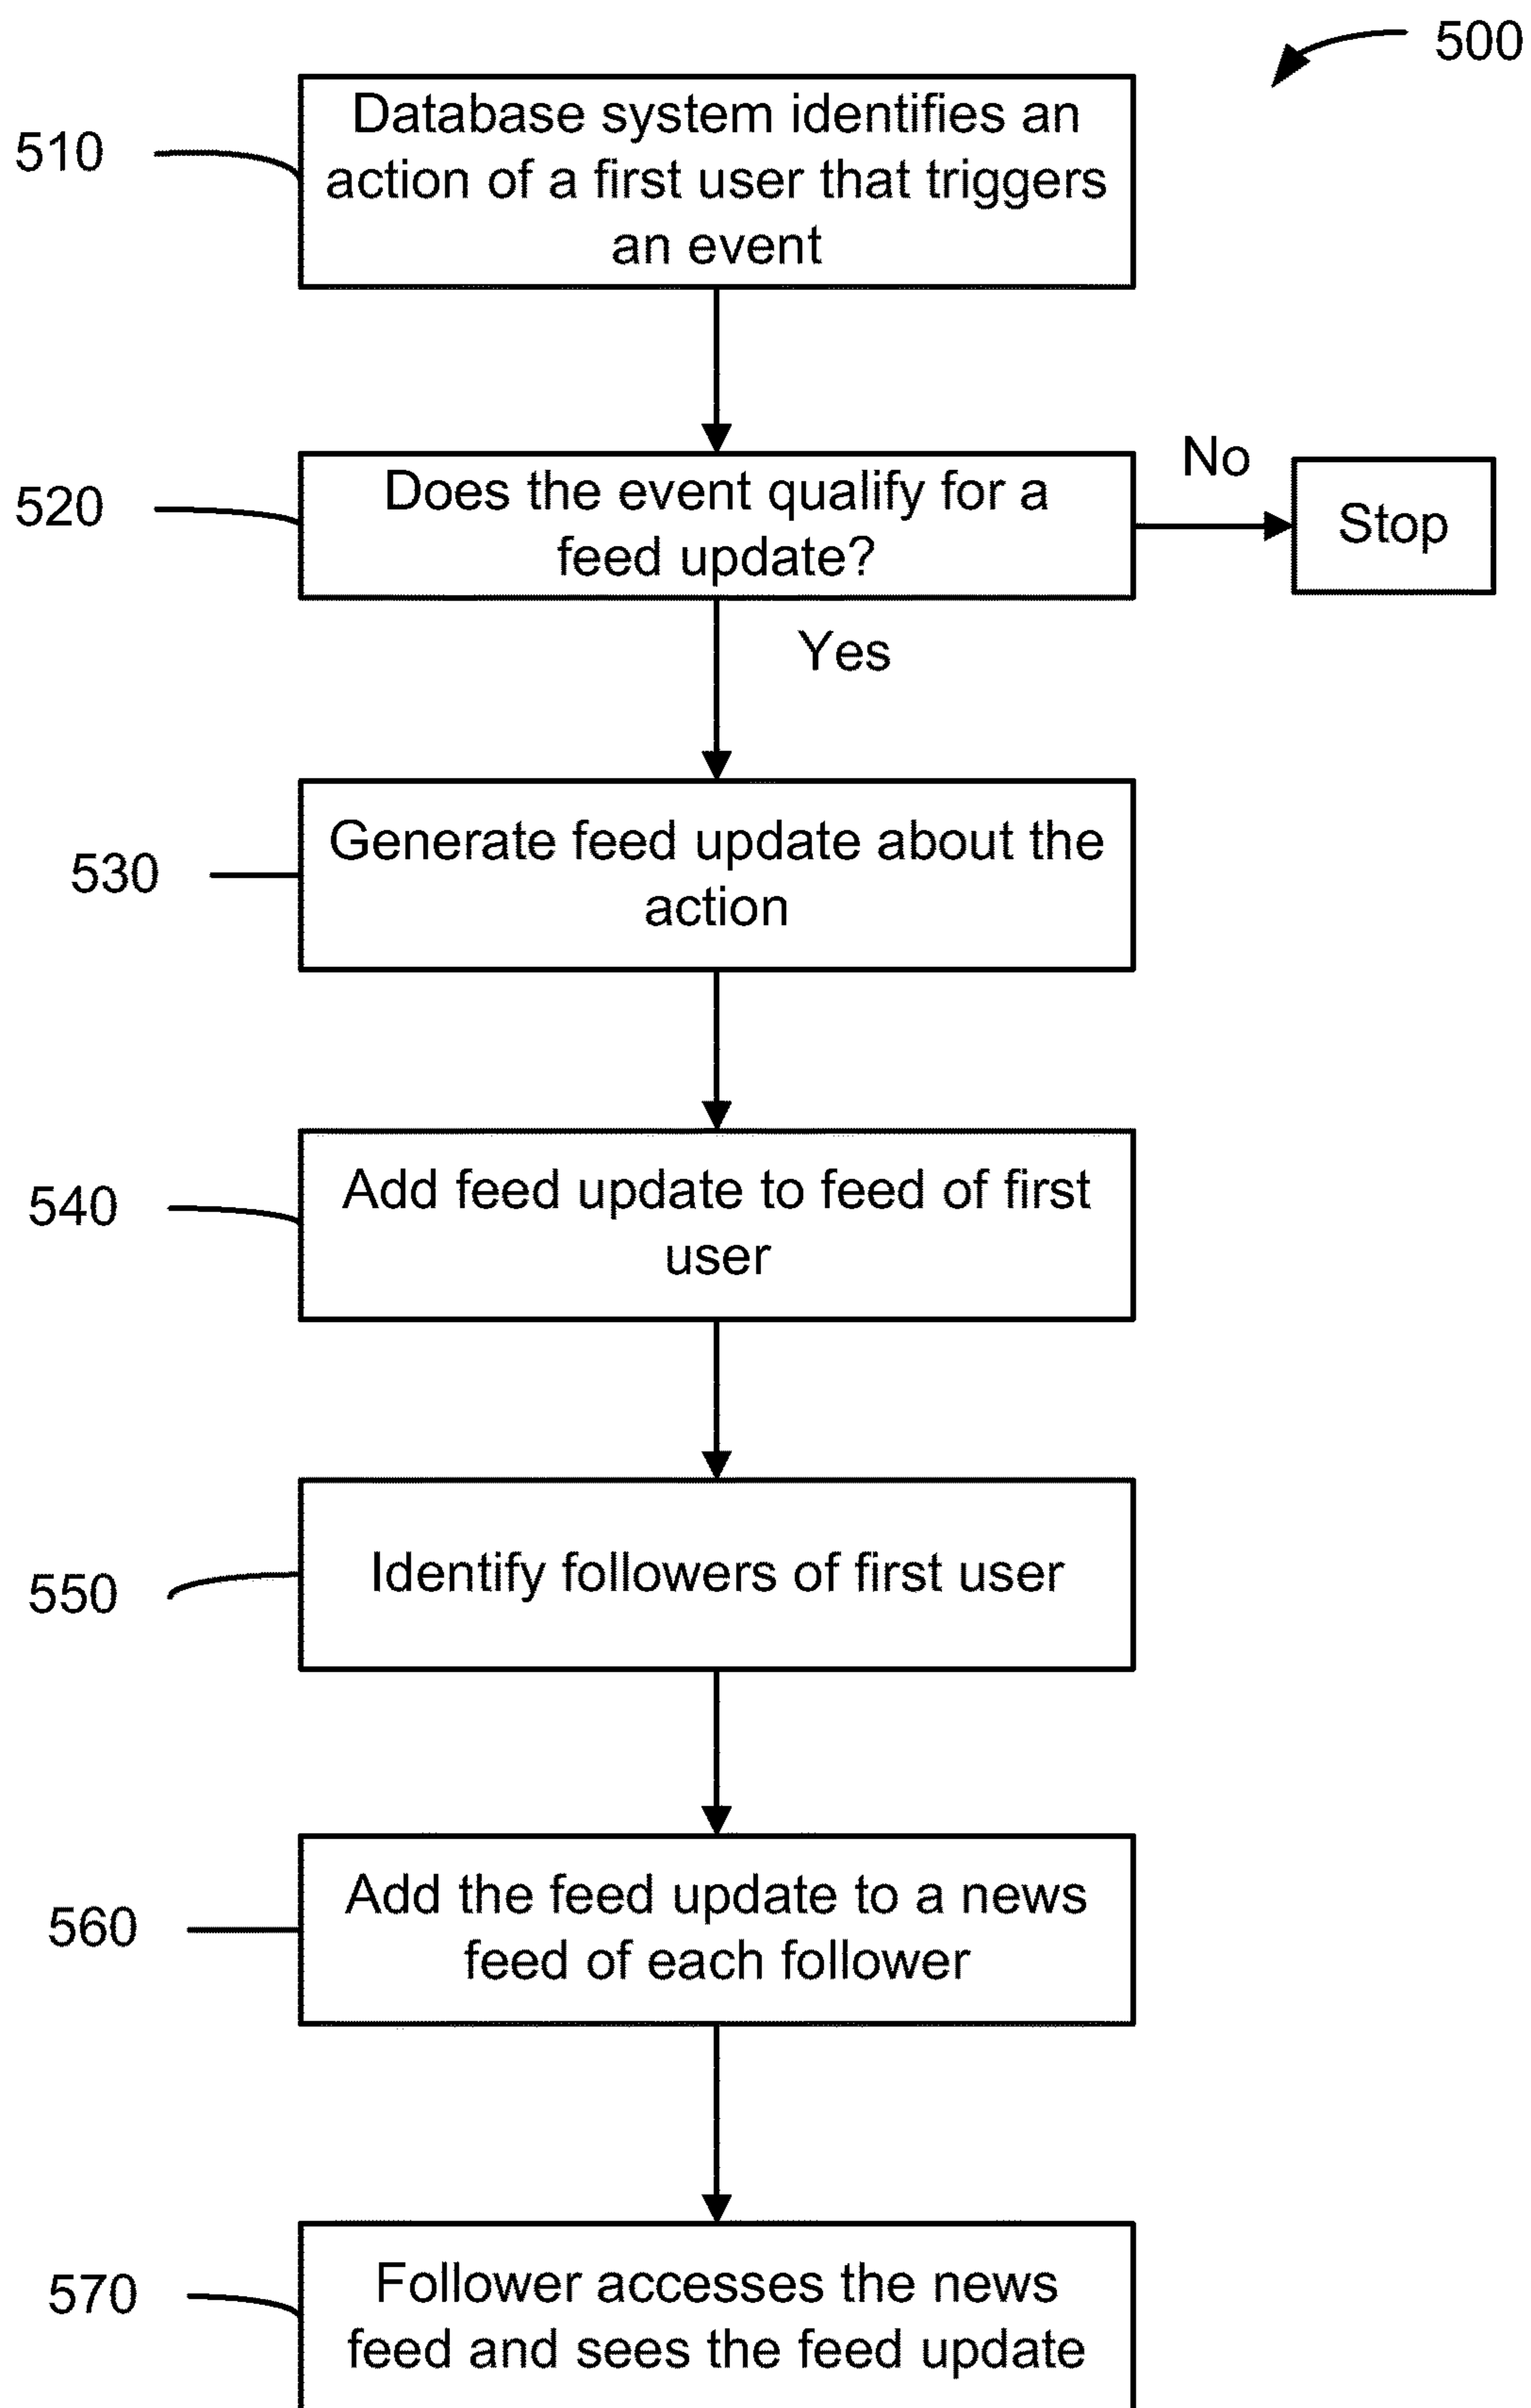 500
510
Database system identifies an
action of a first user that triggers
an event
520
Does the event qualify for a
feed update?
No
Stop
Yes
530
Generate feed update about the
action
540
Add feed update to feed of first
user
550
Identify followers of first user
560
Add the feed update to a news
feed of each follower
570
Follower accesses the news
feed and sees the feed update